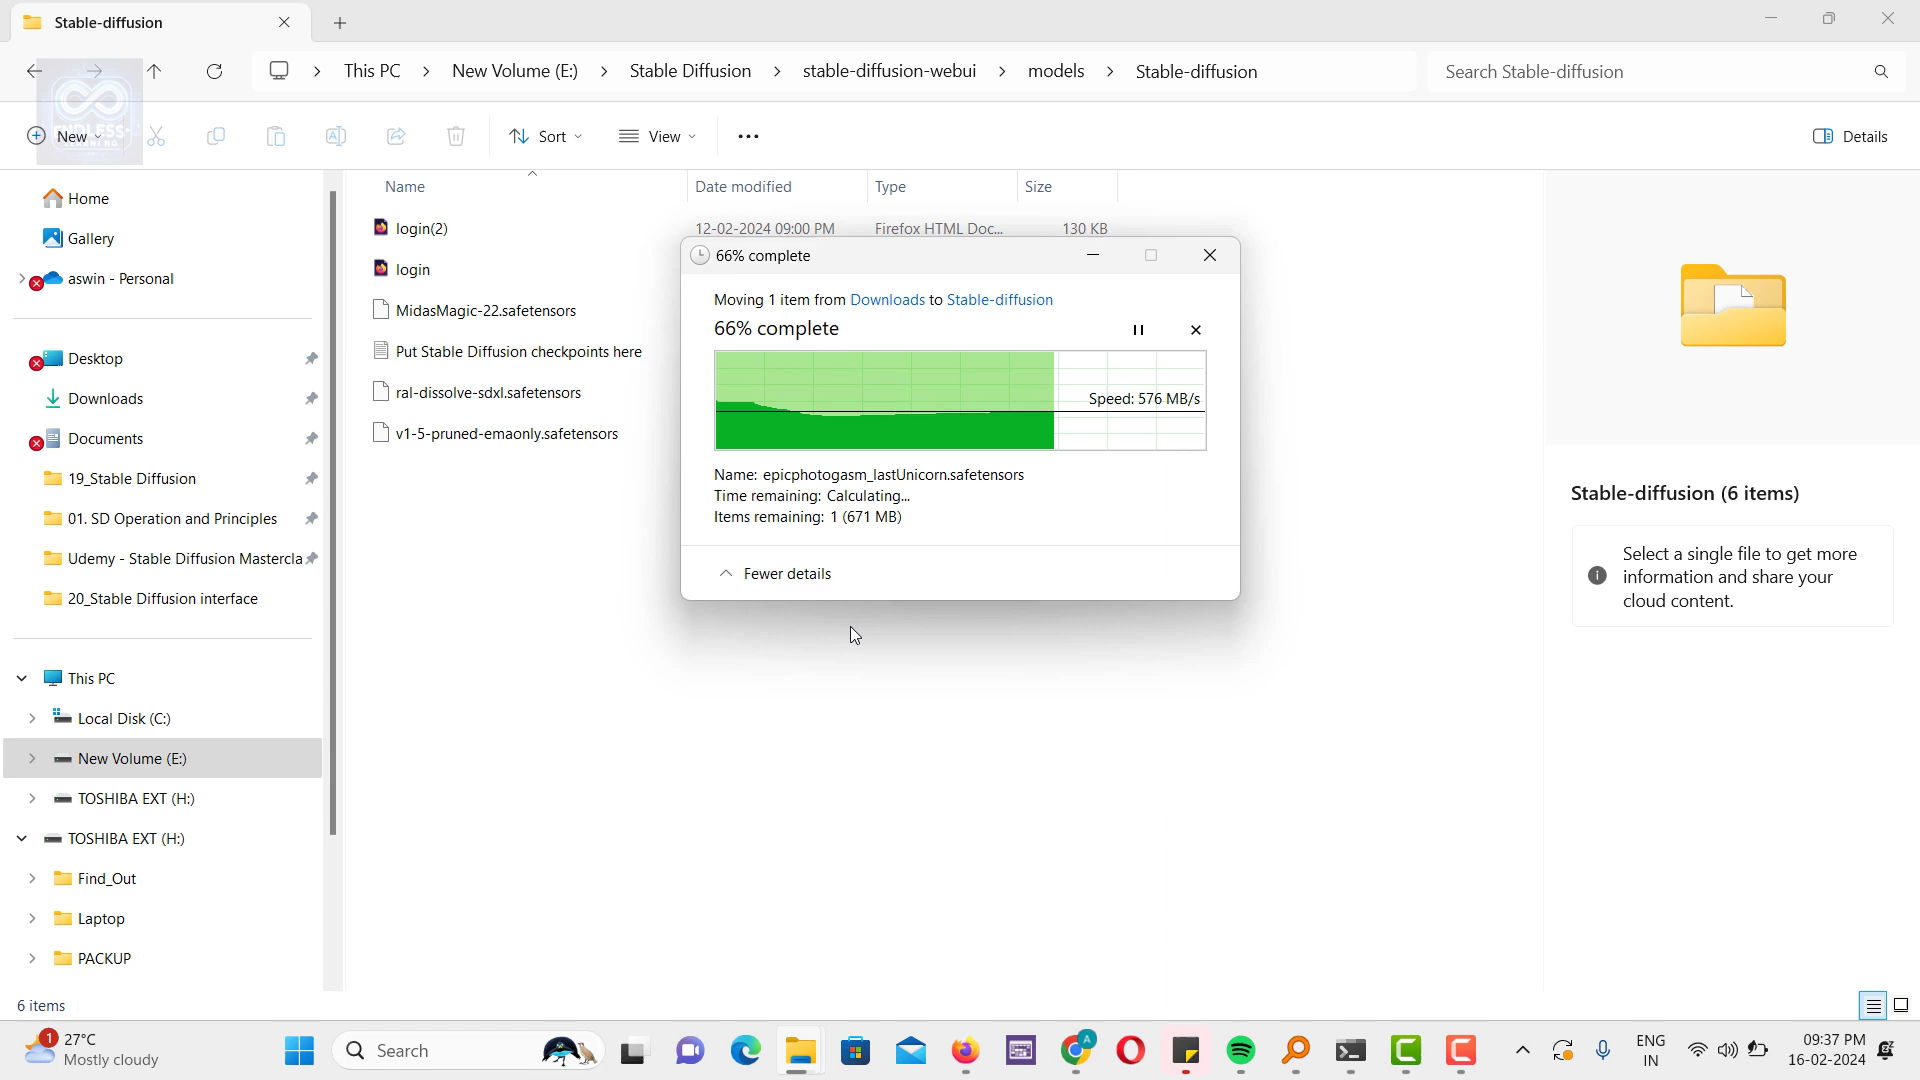 Stable-diffusion
This PC
New Volume (E:)
Stable Diffusion
stable-diffusion-webui
models
Stable-diffusion
Search Stable-diffusion
ENDLESS
New
Sort
View
Details
Home
Gallery
aswin - Personal
Desktop
Downloads
Documents
19_Stable Diffusion
01. SD Operation and Principles
Udemy - Stable Diffusion Mastercla
20_Stable Diffusion interface
This PC
Local Disk (C:)
New Volume (E:)
TOSHIBA EXT (H:)
TOSHIBA EXT (H:)
Find_Out
Laptop
PACKUP
Name Date modified Type Size
login(2) 12-02-2024 09:00 PM Firefox HTML Doc... 130 KB
login
MidasMagic-22.safetensors
Put Stable Diffusion checkpoints here
ral-dissolve-sdxl.safetensors
v1-5-pruned-emaonly.safetensors
66% complete
Moving 1 item from Downloads to Stable-diffusion
66% complete
Speed: 576 MB/s
Name: epicphotogasm_lastUnicorn.safetensors
Time remaining: Calculating...
Items remaining: 1 (671 MB)
Fewer details
Stable-diffusion (6 items)
Select a single file to get more
information and share your
cloud content.
6 items
1
27°C
Mostly cloudy
Search
A
ENG
IN
09:37 PM
16-02-2024